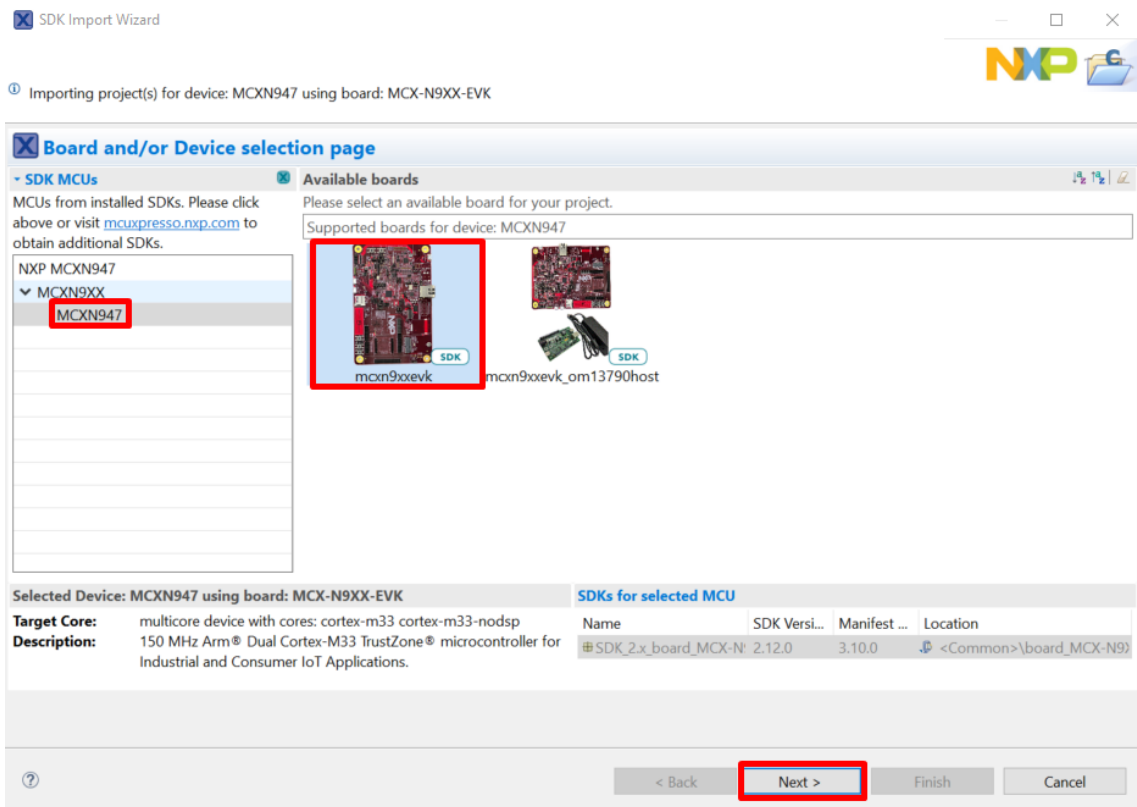 SDK Import Wizard
NXP
Importing project(s) for device: MCXN947 using board: MCX-N9XX-EVK
Board and/or Device selection page
SDK MCUs
MCUs from installed SDKs. Please click
above or visit mcuxpresso.nxp.com to
obtain additional SDKs.
NXP MCXN947
MCXN9XX
MCXN947
Available boards
Please select an available board for your project.
Supported boards for device: MCXN947
SDK
mcxn9xxevk
SDK
mcxn9xxevk_om13790host
Selected Device: MCXN947 using board: MCX-N9XX-EVK
Target Core: multicore device with cores: cortex-m33 cortex-m33-nodsp
Description: 150 MHz Arm® Dual Cortex-M33 TrustZone® microcontroller for
Industrial and Consumer IoT Applications.
SDKs for selected MCU
Name SDK Versi... Manifest ... Location
SDK_2.x_board_MCX-N 2.12.0 3.10.0 <Common>\board_MCX-N9
< Back Next > Finish Cancel